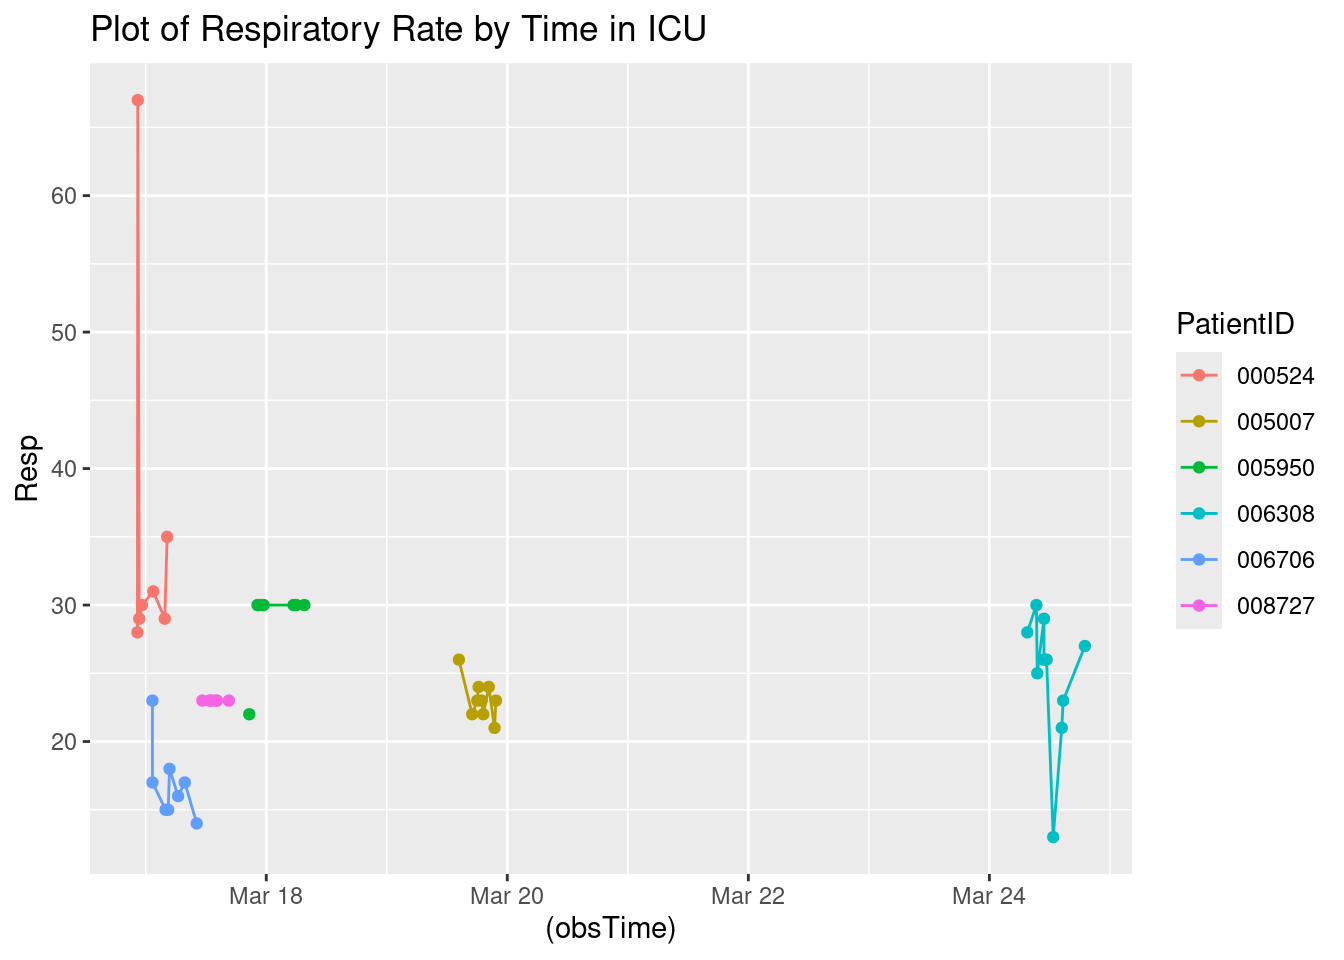 Plot of Respiratory Rate by Time in ICU
Resp
60
50
40
30
20
Mar 18
Mar 20
Mar 22
Mar 24
(obsTime)
PatientID
000524
005007
005950
006308
006706
008727